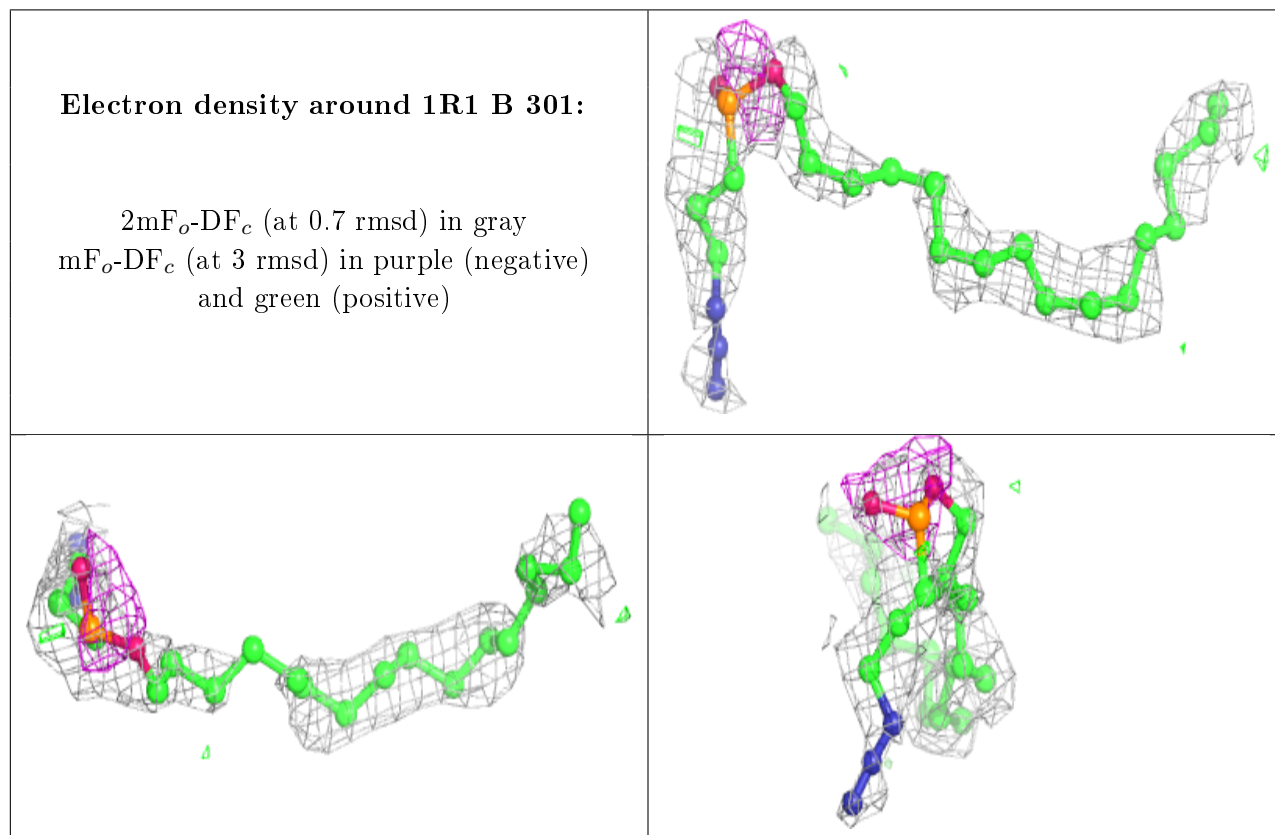 Electron density around 1R1 B 301:
2mFo-DFc (at 0.7 rmsd) in gray
mFo-DFc (at 3 rmsd) in purple (negative)
and green (positive)